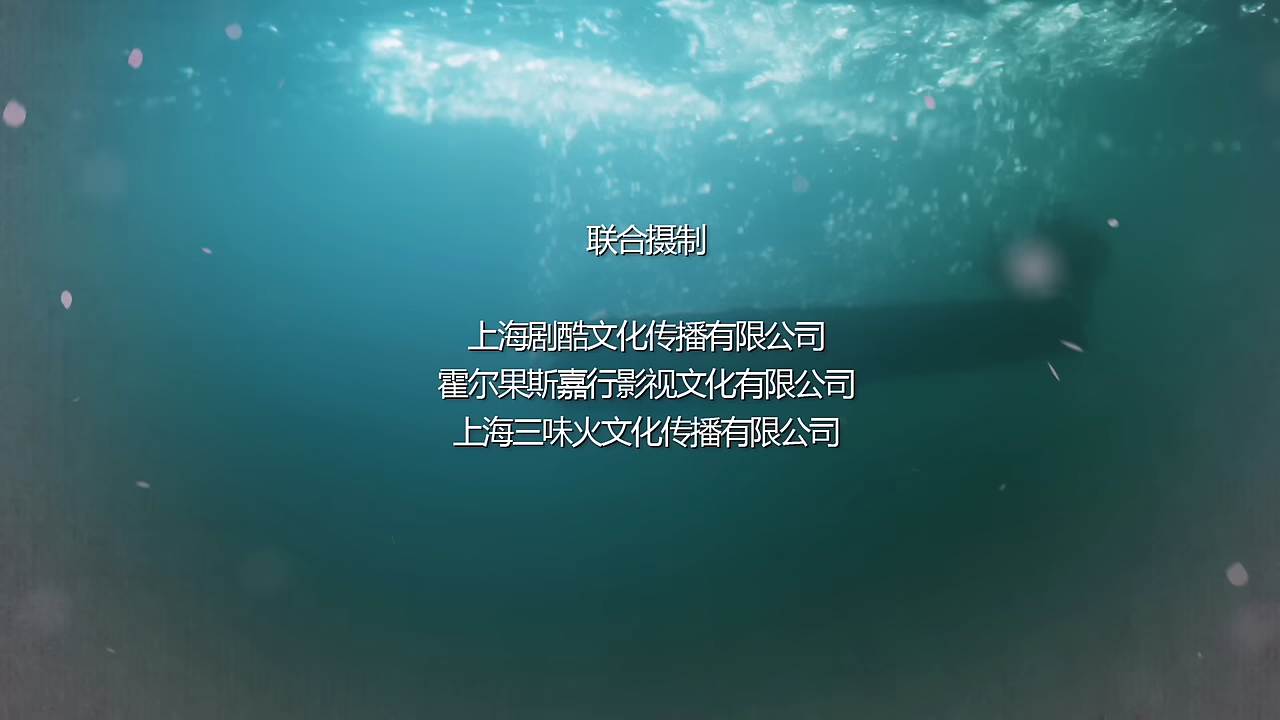 联合摄制
上海剧酷文化传播有限公司
霍尔果斯嘉行影视文化有限公司
上海三味火文化传播有限公司